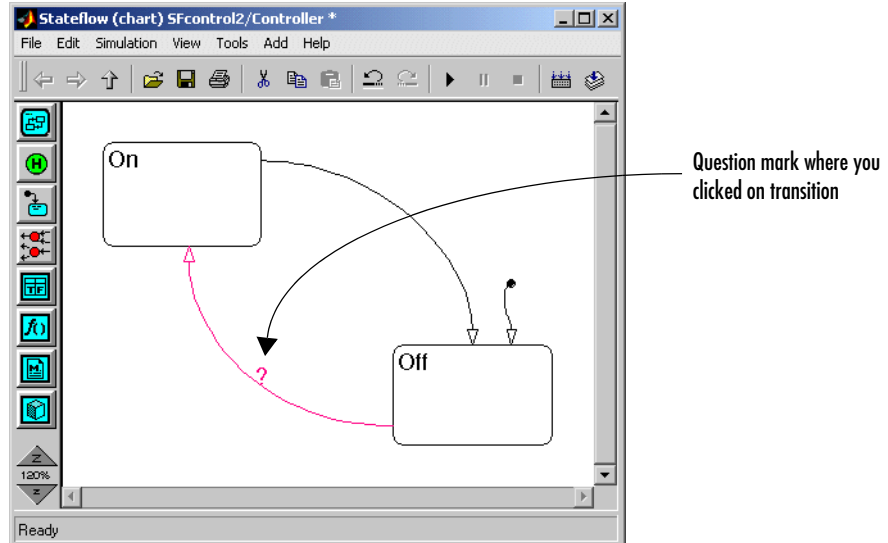 Stateflow (chart) SFcontrol2/Controller *
File Edit Simulation View Tools Add Help
H
On
Question mark where you
clicked on transition
TF
f()
M
?
Off
Z
120%
z
Ready